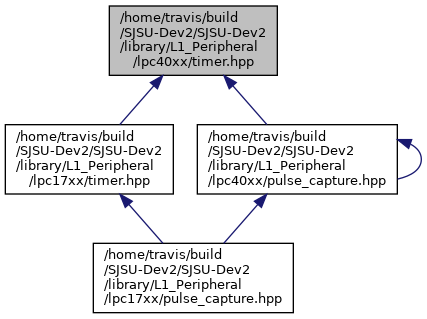 /home/travis/build
/SJSU-Dev2/SJSU-Dev2
/library/L1_Peripheral
/lpc40xx/timer.hpp
/home/travis/build
/SJSU-Dev2/SJSU-Dev2
/library/L1_Peripheral
/lpc17xx/timer.hpp
/home/travis/build
/SJSU-Dev2/SJSU-Dev2
/library/L1_Peripheral
/lpc40xx/pulse_capture.hpp
/home/travis/build
/SJSU-Dev2/SJSU-Dev2
/library/L1_Peripheral
/lpc17xx/pulse_capture.hpp